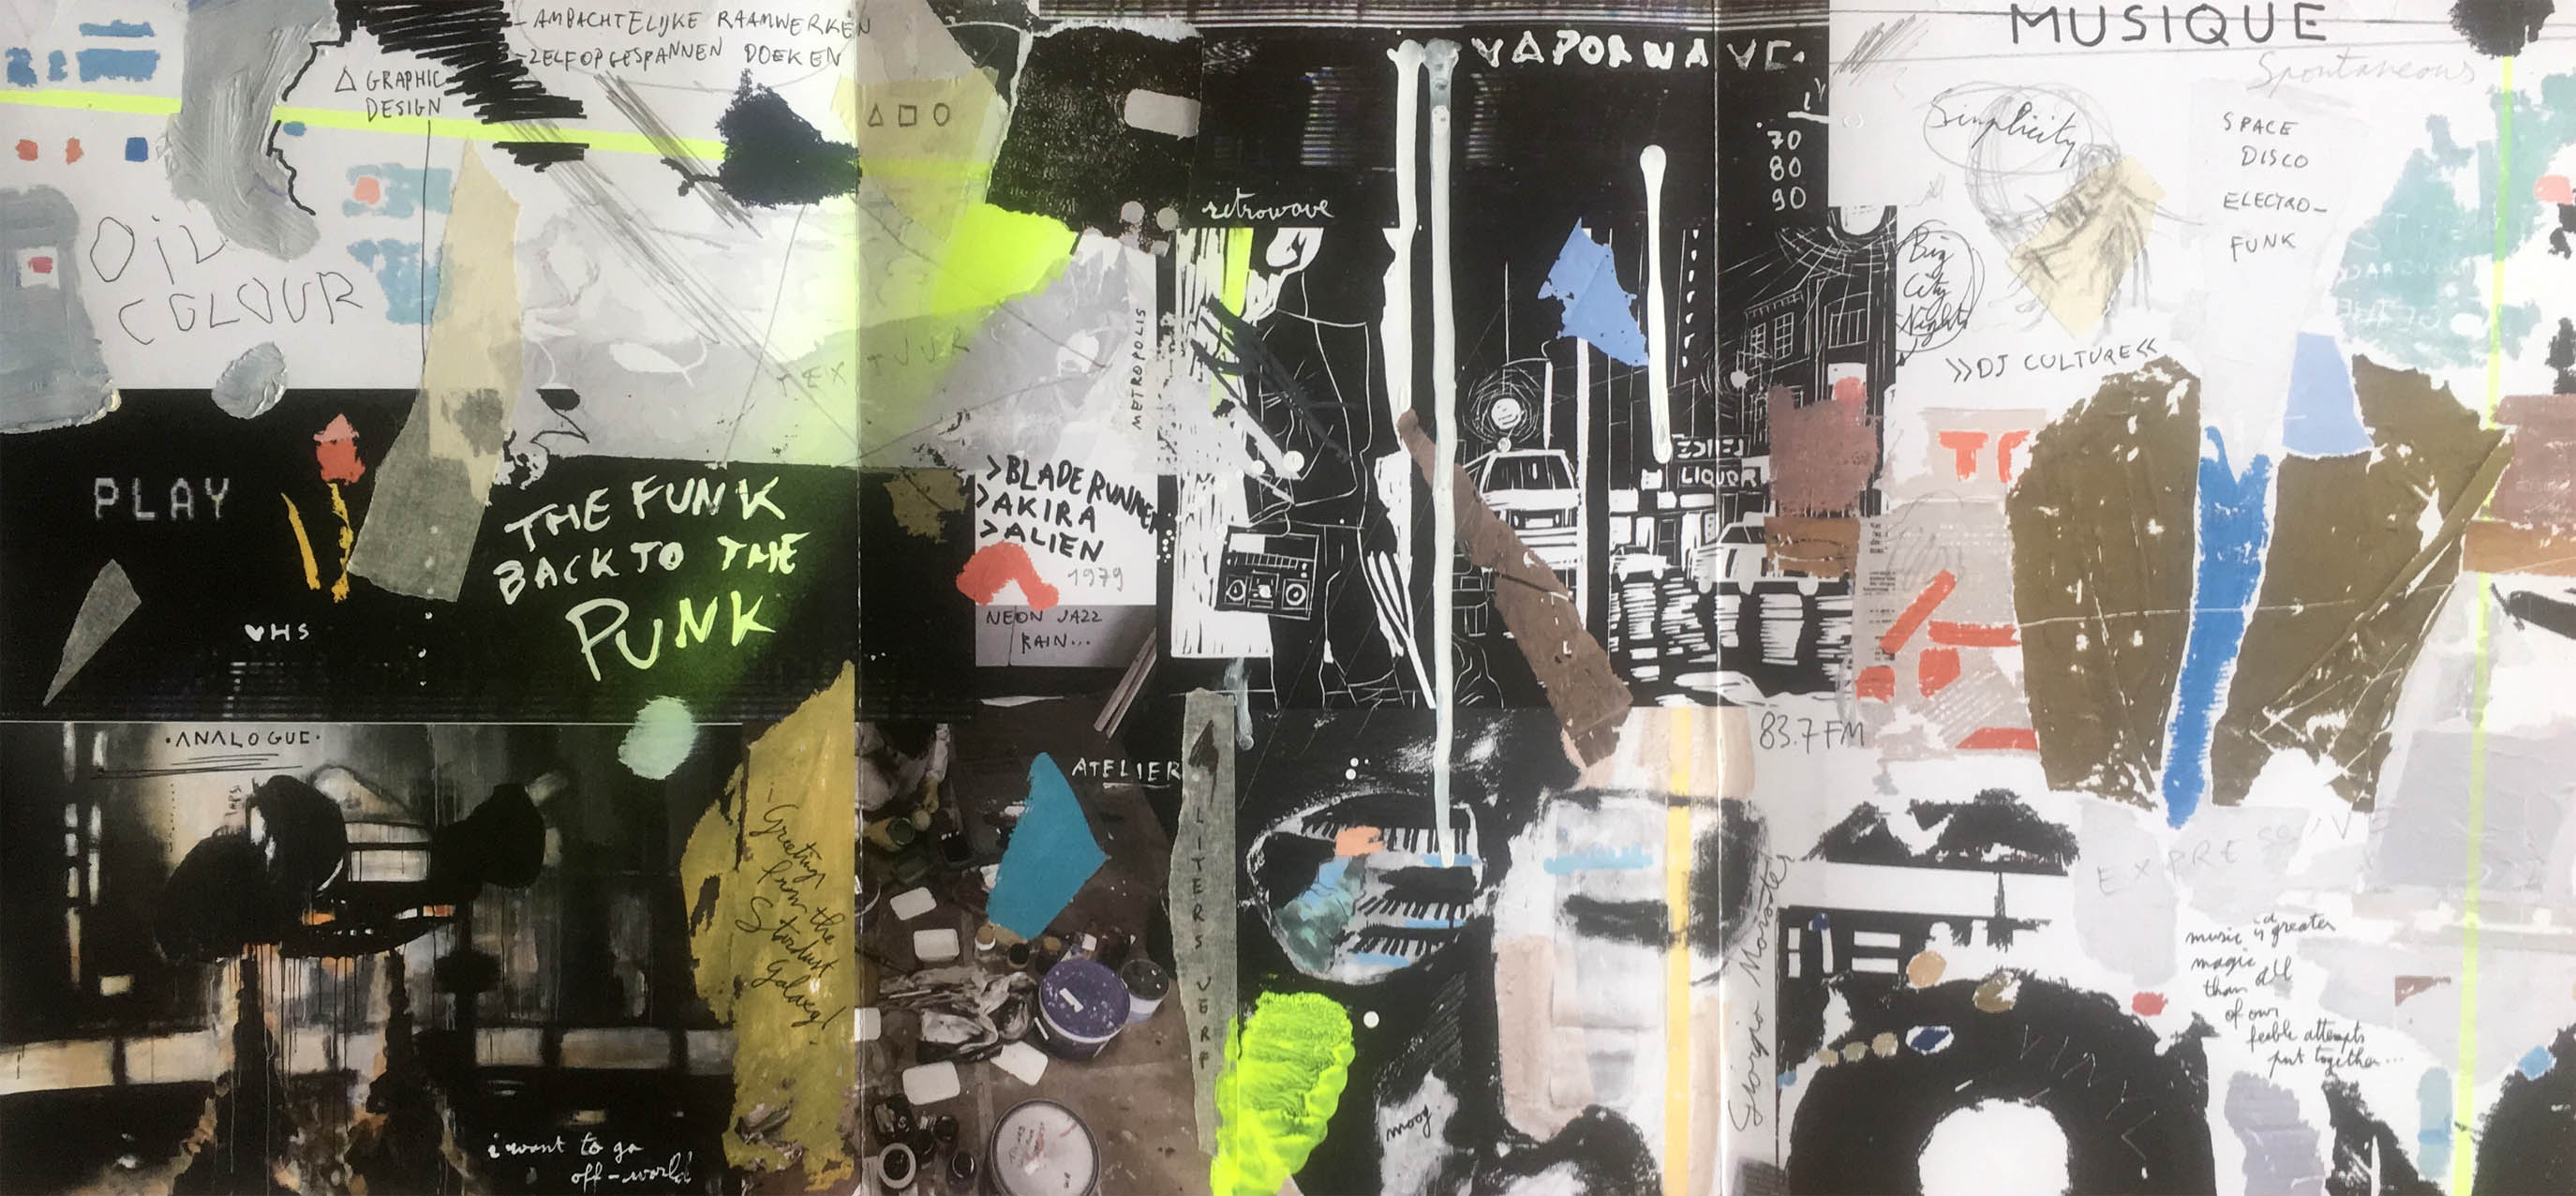 - AMBACHTELIJKE RAAMWERKEN
- ZELFOPGESPANNEN DOEKEN
△ GRAPHIC
DESIGN
△ □ ○
OIL
COLOUR
TEXTUUR
PLAY
♥HS
THE FUNK
BACK TO THE
PUNK
METROPOLIS
>BLADE RUNNER
>AKIRA
>ALIEN
1979
NEON JAZZ
RAIN...
·ANALOGUE·
i want to go
off-world
Greetings
from the
Stardust
Galaxy!
ATELIER
LITERS VERF
VAPORWAVE.
retrowave
70
80
90
LIQUOR
83.7 FM
moog
Giorgio Moroder
MUSIQUE
Spontaneous
Simplicity
SPACE
DISCO
ELECTRO-
FUNK
Big
City
Nights
>>DJ CULTURE<<
EXPRESSIVE
music is greater
magic
than all
of our
feeble attempts
put together...
VINYL